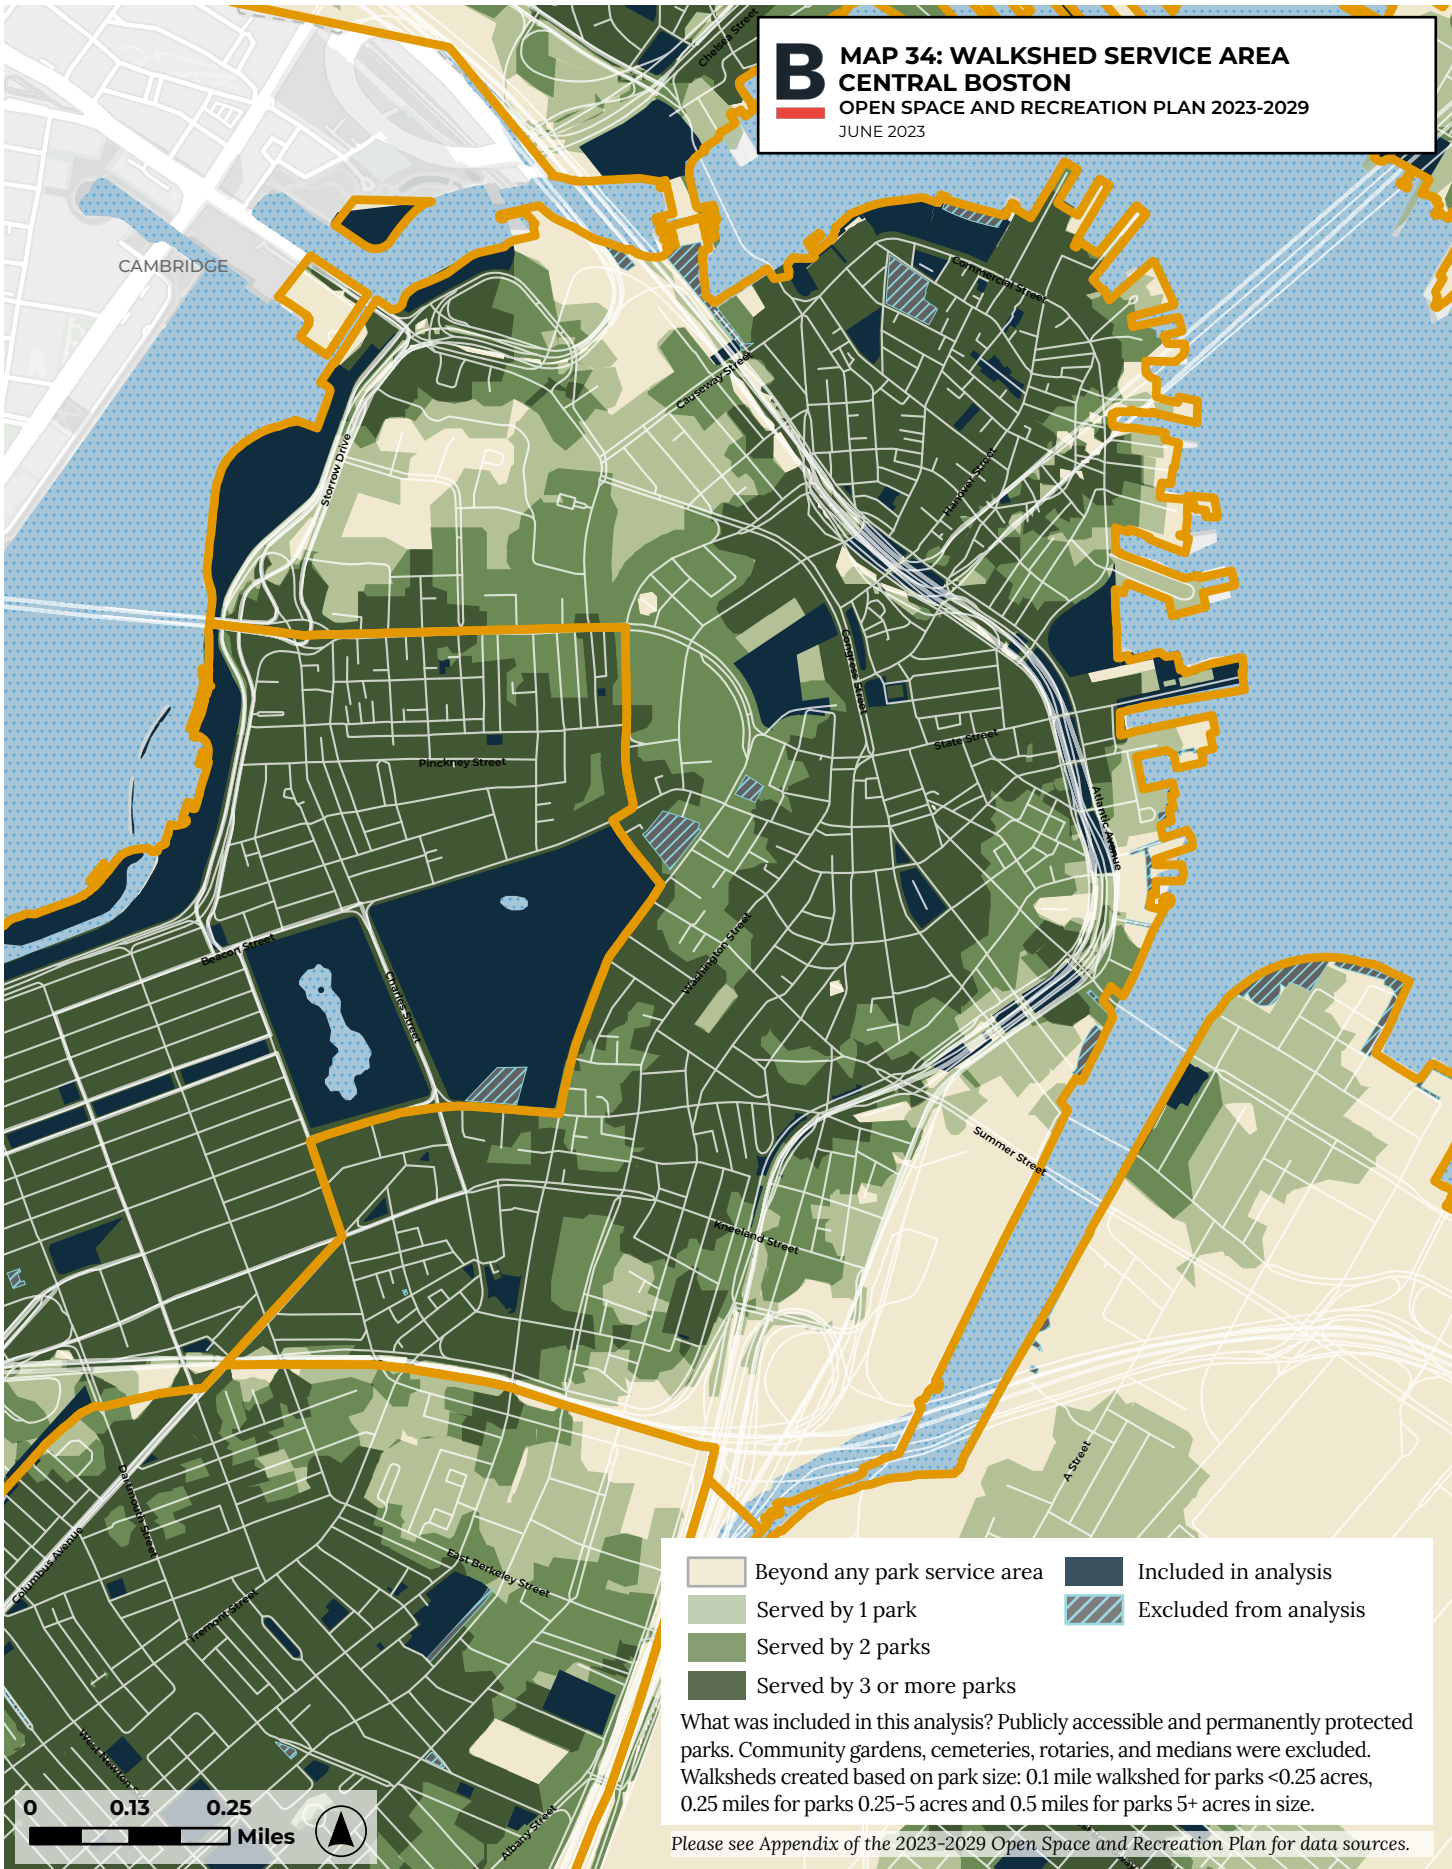 B
MAP 34: WALKSHED SERVICE AREA
CENTRAL BOSTON
OPEN SPACE AND RECREATION PLAN 2023-2029
JUNE 2023
Chelsea Street
CAMBRIDGE
Commercial Street
Causeway Street
Storrow Drive
Hanover Street
Congress Street
State Street
Pinckney Street
Atlantic Avenue
Beacon Street
Charles Street
Washington Street
Summer Street
Kneeland Street
A Street
Dartmouth Street
Columbus Avenue
East Berkeley Street
Tremont Street
West Newton
Albany Street
Beyond any park service area
Served by 1 park
Served by 2 parks
Served by 3 or more parks
Included in analysis
Excluded from analysis
What was included in this analysis? Publicly accessible and permanently protected
parks. Community gardens, cemeteries, rotaries, and medians were excluded.
Walksheds created based on park size: 0.1 mile walkshed for parks <0.25 acres,
0.25 miles for parks 0.25-5 acres and 0.5 miles for parks 5+ acres in size.
0 0.13 0.25
Miles
Please see Appendix of the 2023-2029 Open Space and Recreation Plan for data sources.